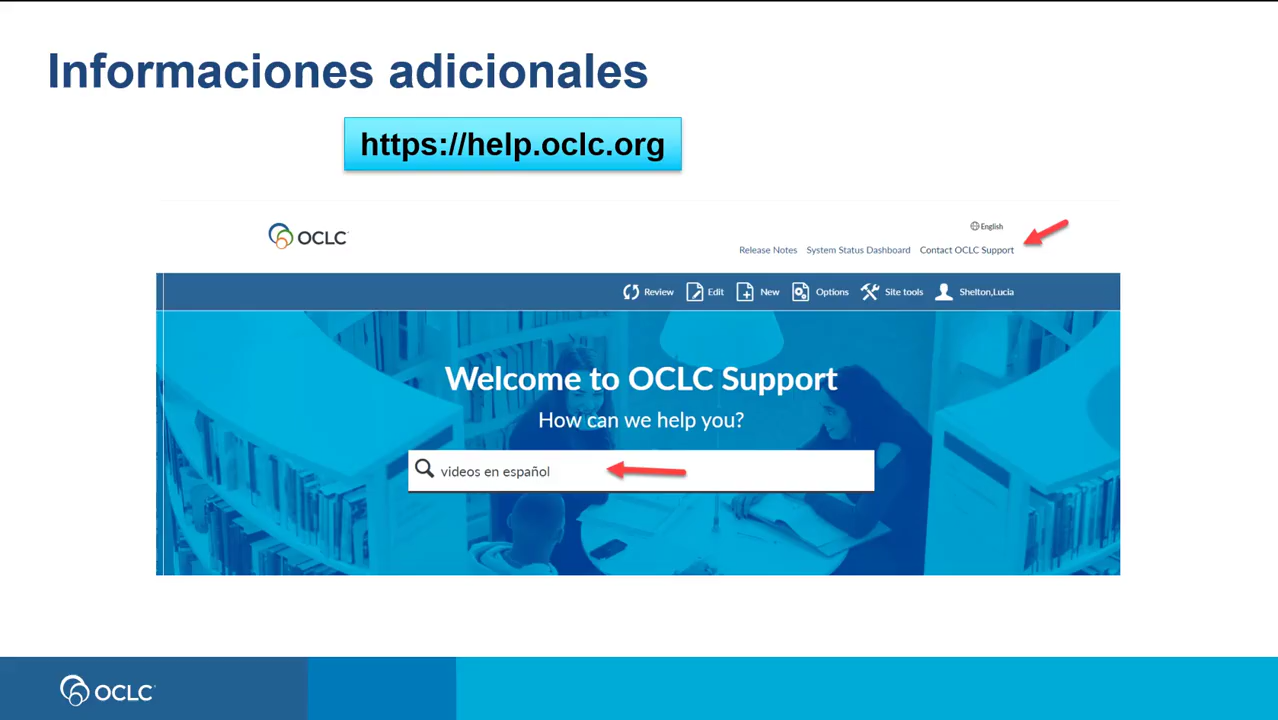 Informaciones adicionales
https://help.oclc.org
OCLC
English
Release Notes System Status Dashboard Contact OCLC Support
Review Edit New Options Site tools Shelton,Lucia
Welcome to OCLC Support
How can we help you?
videos en español
OCLC